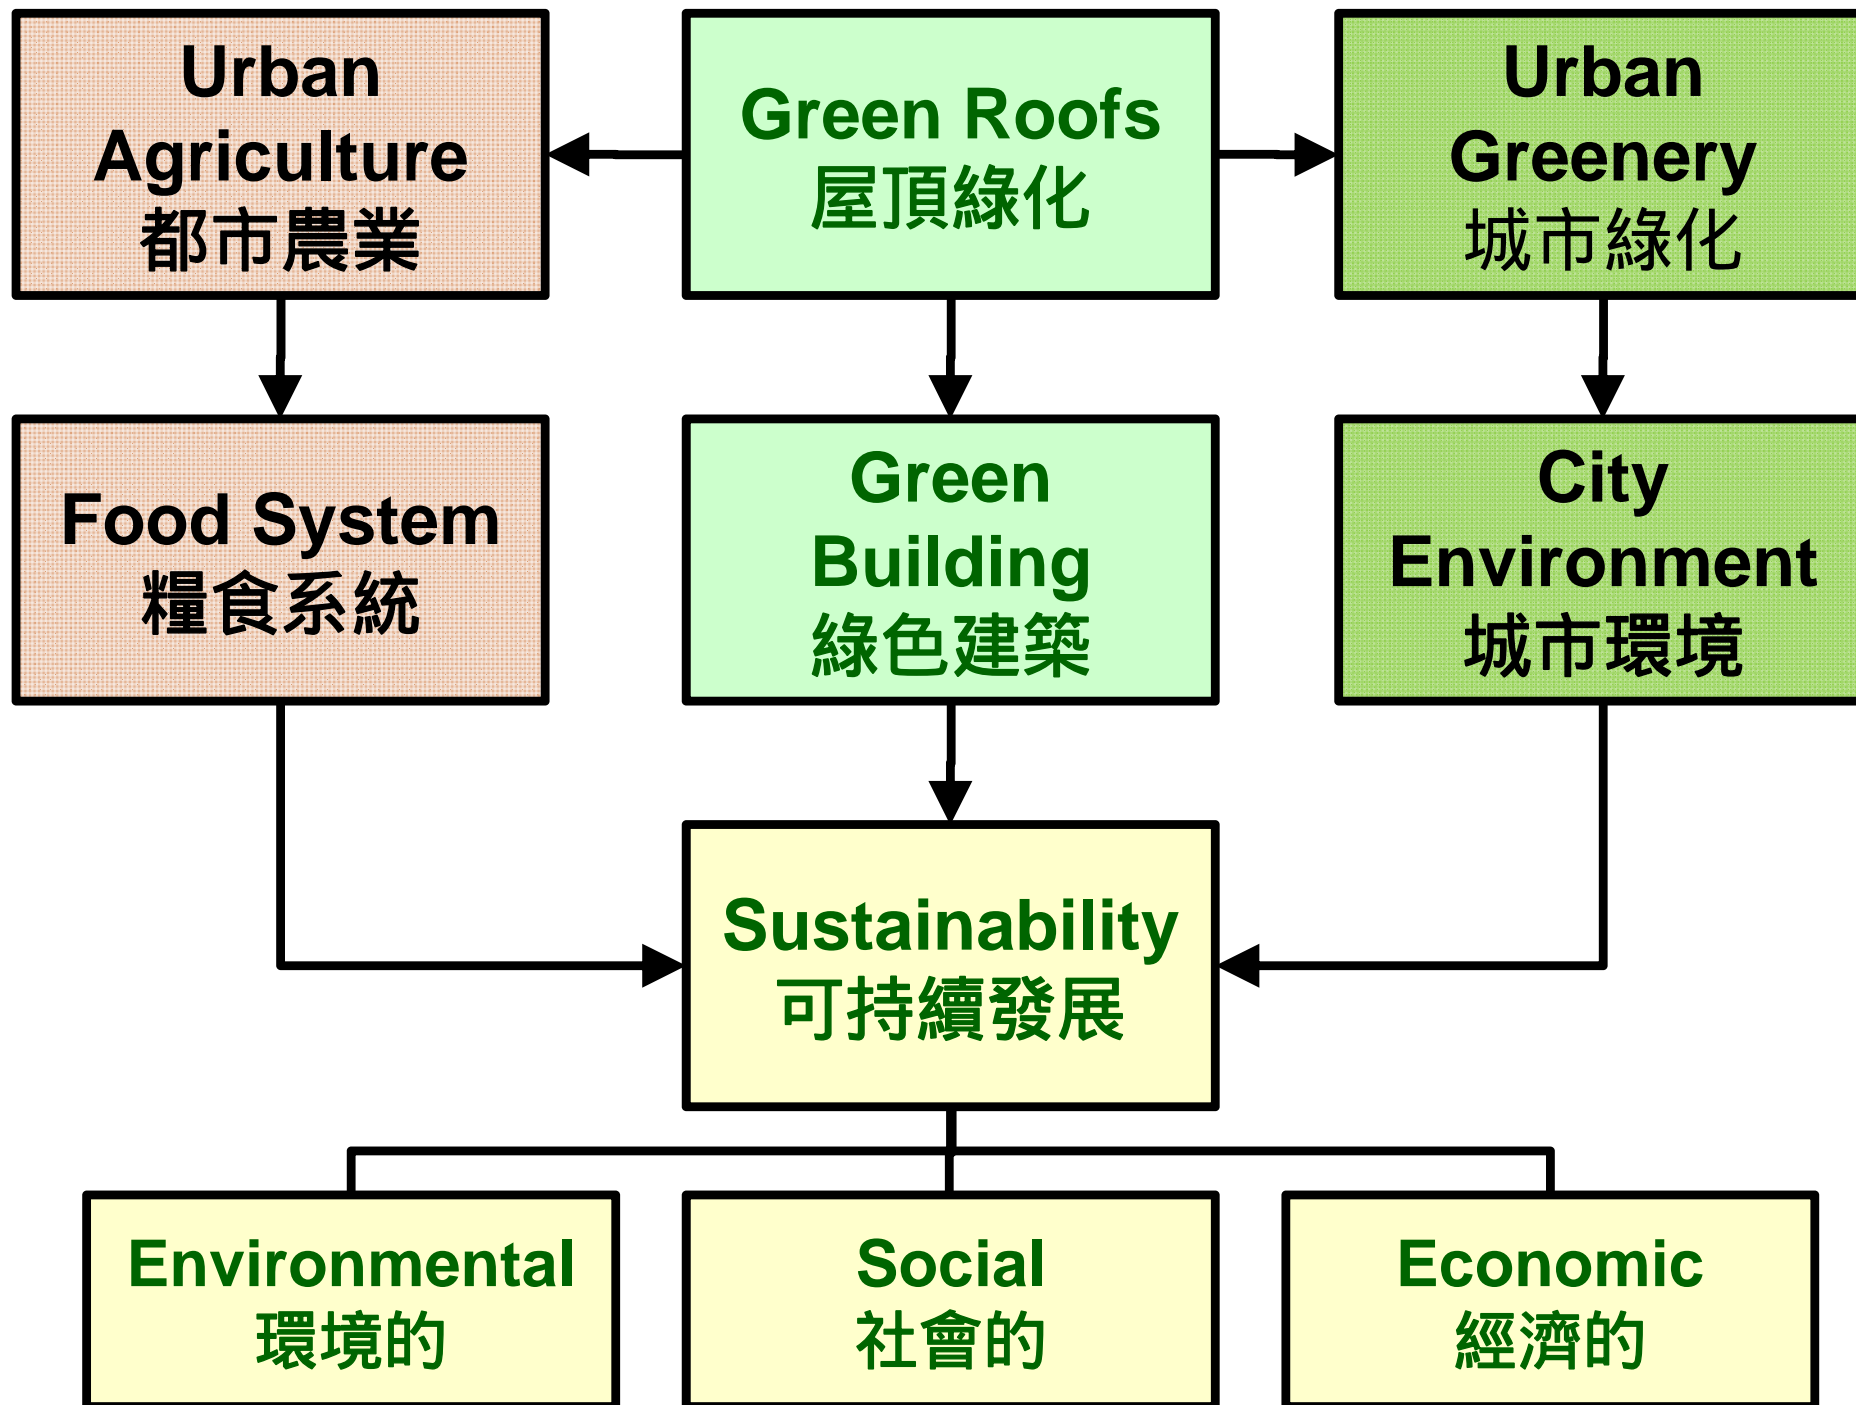 Urban
Agriculture
都市農業
Green Roofs
屋頂綠化
Urban
Greenery
城市綠化
Food System
糧食系統
Green
Building
綠色建築
City
Environment
城市環境
Sustainability
可持續發展
Environmental
環境的
Social
社會的
Economic
經濟的